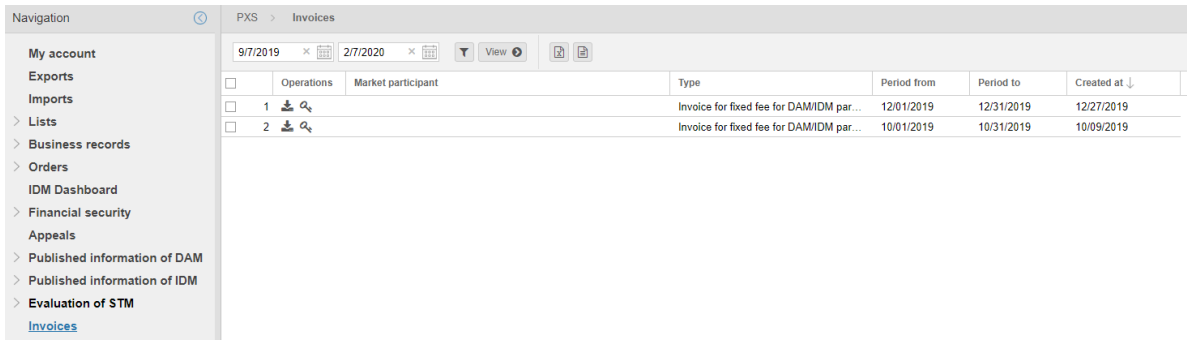 Navigation
PXS > Invoices
My account
Exports
Imports
> Lists
> Business records
> Orders
IDM Dashboard
> Financial security
Appeals
> Published information of DAM
> Published information of IDM
> Evaluation of STM
Invoices
9/7/2019 × 2/7/2020 × View
Operations Market participant Type Period from Period to Created at ↓
1 Invoice for fixed fee for DAM/IDM par... 12/01/2019 12/31/2019 12/27/2019
2 Invoice for fixed fee for DAM/IDM par... 10/01/2019 10/31/2019 10/09/2019